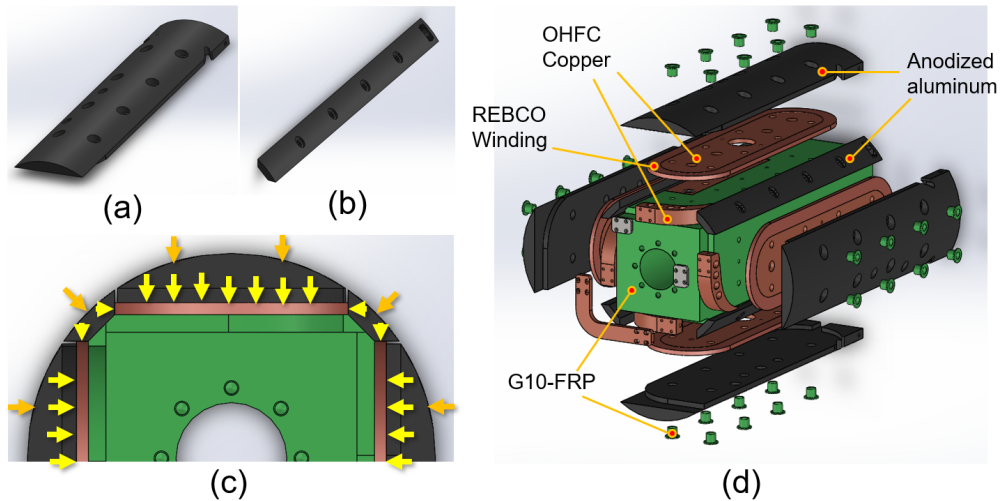 (a)
(b)
(c)
OHFC
Copper
REBCO
Winding
Anodized
aluminum
G10-FRP
(d)